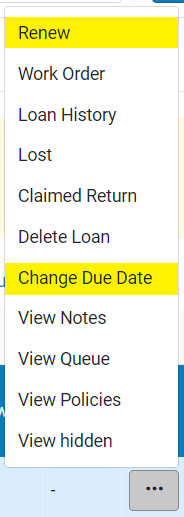 Renew
Work Order
Loan History
Lost
Claimed Return
Delete Loan
Change Due Date
View Notes
View Queue
View Policies
View hidden
-
•••